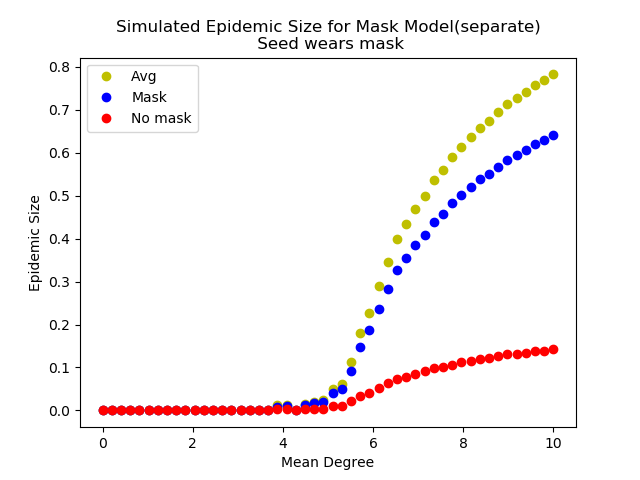 Simulated Epidemic Size for Mask Model(separate)
Seed wears mask
Avg
Mask
No mask
Epidemic Size
0.8
0.7
0.6
0.5
0.4
0.3
0.2
0.1
0.0
0 2 4 6 8 10
Mean Degree